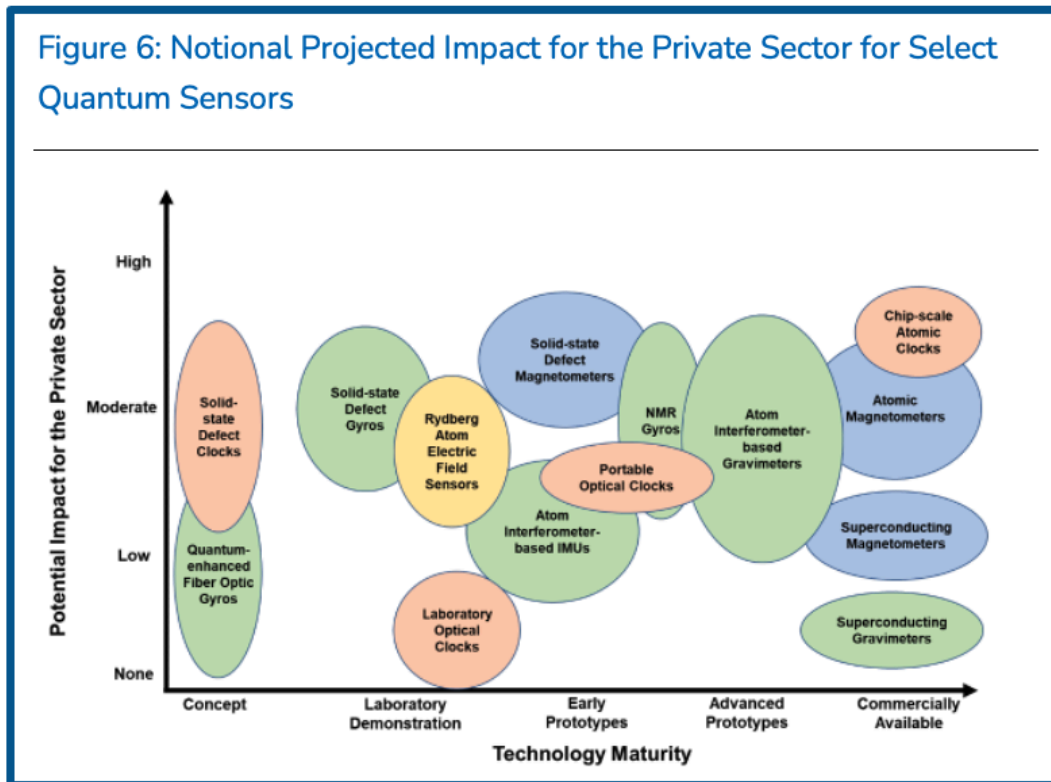 Figure 6: Notional Projected Impact for the Private Sector for Select
Quantum Sensors
Potential Impact for the Private Sector
High
Moderate
Low
None
Solid-
state
Defect
Clocks
Quantum-
enhanced
Fiber Optic
Gyros
Solid-state
Defect
Gyros
Rydberg
Atom
Electric
Field
Sensors
Laboratory
Optical
Clocks
Solid-state
Defect
Magnetometers
Atom
Interferometer-
based IMUs
Portable
Optical Clocks
NMR
Gyros
Atom
Interferometer-
based
Gravimeters
Chip-scale
Atomic
Clocks
Atomic
Magnetometers
Superconducting
Magnetometers
Superconducting
Gravimeters
Concept
Laboratory
Demonstration
Early
Prototypes
Advanced
Prototypes
Commercially
Available
Technology Maturity